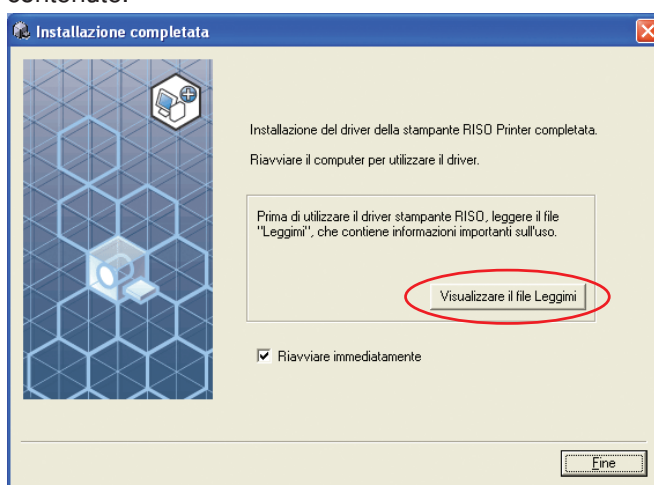 Installazione completata
Installazione del driver della stampante RISO Printer completata.
Riavviare il computer per utilizzare il driver.
Prima di utilizzare il driver stampante RISO, leggere il file
"Leggimi", che contiene informazioni importanti sull'uso.
Visualizzare il file Leggimi
Riavviare immediatamente
Fine